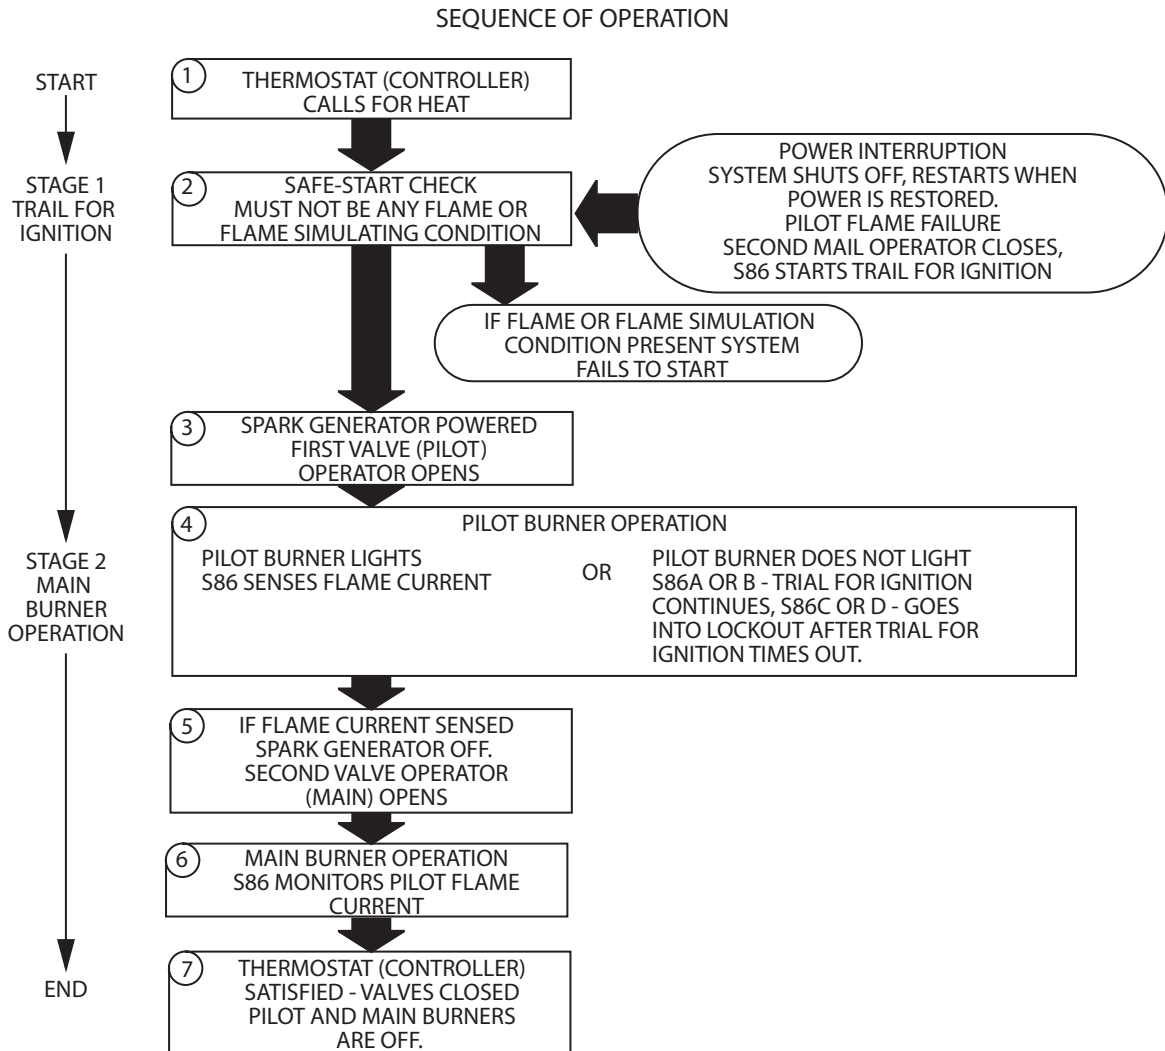 SEQUENCE OF OPERATION
START
STAGE 1
TRAIL FOR
IGNITION
STAGE 2
MAIN
BURNER
OPERATION
END
1
THERMOSTAT (CONTROLLER)
CALLS FOR HEAT
2
SAFE-START CHECK
MUST NOT BE ANY FLAME OR
FLAME SIMULATING CONDITION
POWER INTERRUPTION
SYSTEM SHUTS OFF, RESTARTS WHEN
POWER IS RESTORED.
PILOT FLAME FAILURE
SECOND MAIL OPERATOR CLOSES,
S86 STARTS TRAIL FOR IGNITION
IF FLAME OR FLAME SIMULATION
CONDITION PRESENT SYSTEM
FAILS TO START
3
SPARK GENERATOR POWERED
FIRST VALVE (PILOT)
OPERATOR OPENS
4
PILOT BURNER OPERATION
PILOT BURNER LIGHTS
S86 SENSES FLAME CURRENT
OR
PILOT BURNER DOES NOT LIGHT
S86A OR B - TRIAL FOR IGNITION
CONTINUES, S86C OR D - GOES
INTO LOCKOUT AFTER TRIAL FOR
IGNITION TIMES OUT.
5
IF FLAME CURRENT SENSED
SPARK GENERATOR OFF.
SECOND VALVE OPERATOR
(MAIN) OPENS
6
MAIN BURNER OPERATION
S86 MONITORS PILOT FLAME
CURRENT
7
THERMOSTAT (CONTROLLER)
SATISFIED - VALVES CLOSED
PILOT AND MAIN BURNERS
ARE OFF.